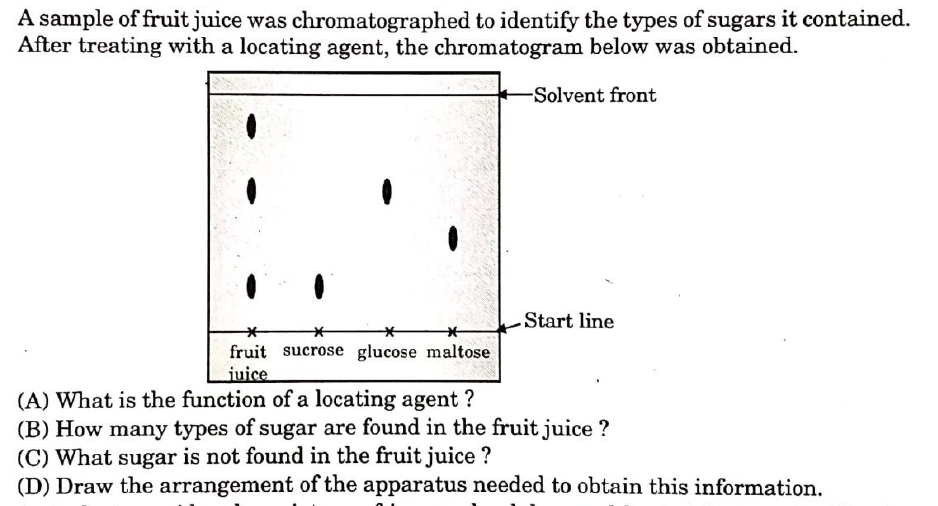 A sample of fruit juice was chromatographed to identify the types of sugars it contained.
After treating with a locating agent, the chromatogram below was obtained.
Solvent front
Start line
fruit sucrose glucose maltose
juice
(A) What is the function of a locating agent ?
(B) How many types of sugar are found in the fruit juice ?
(C) What sugar is not found in the fruit juice ?
(D) Draw the arrangement of the apparatus needed to obtain this information.